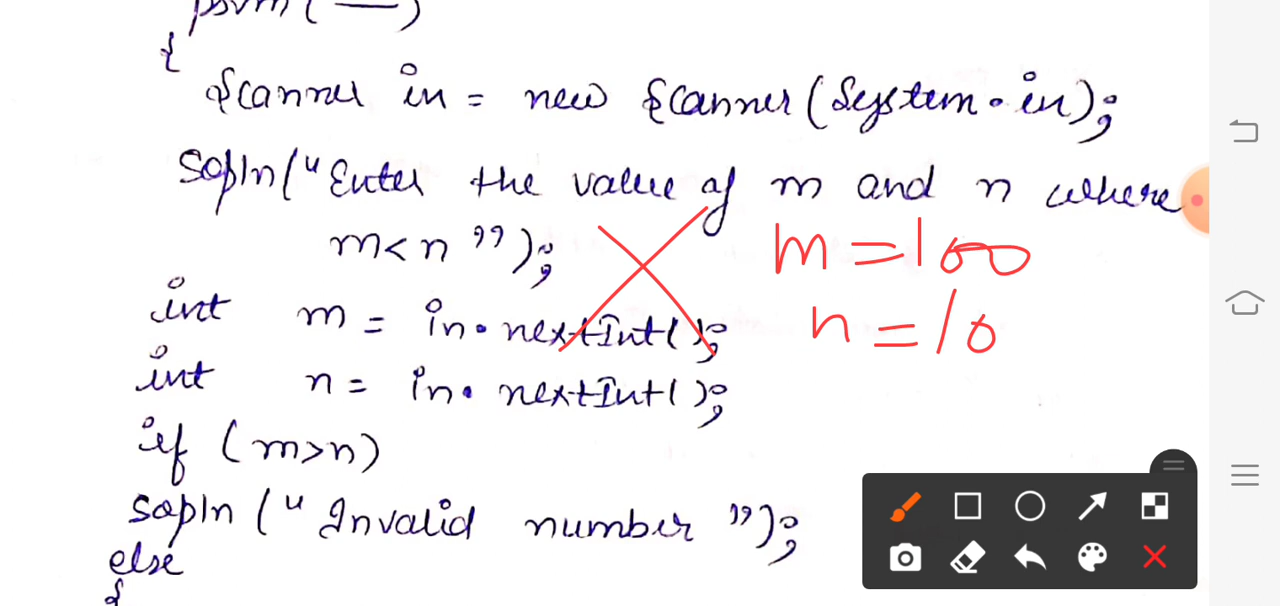 psvm ( — )
{
Scanner in = new Scanner (System.in);
Sopln ("Enter the value of m and n where
m<n ");
m = 100
int m = in.nextInt( );
n = 10
int n = in.nextInt( );
if (m>n)
sopln (" Invalid number ");
else
{